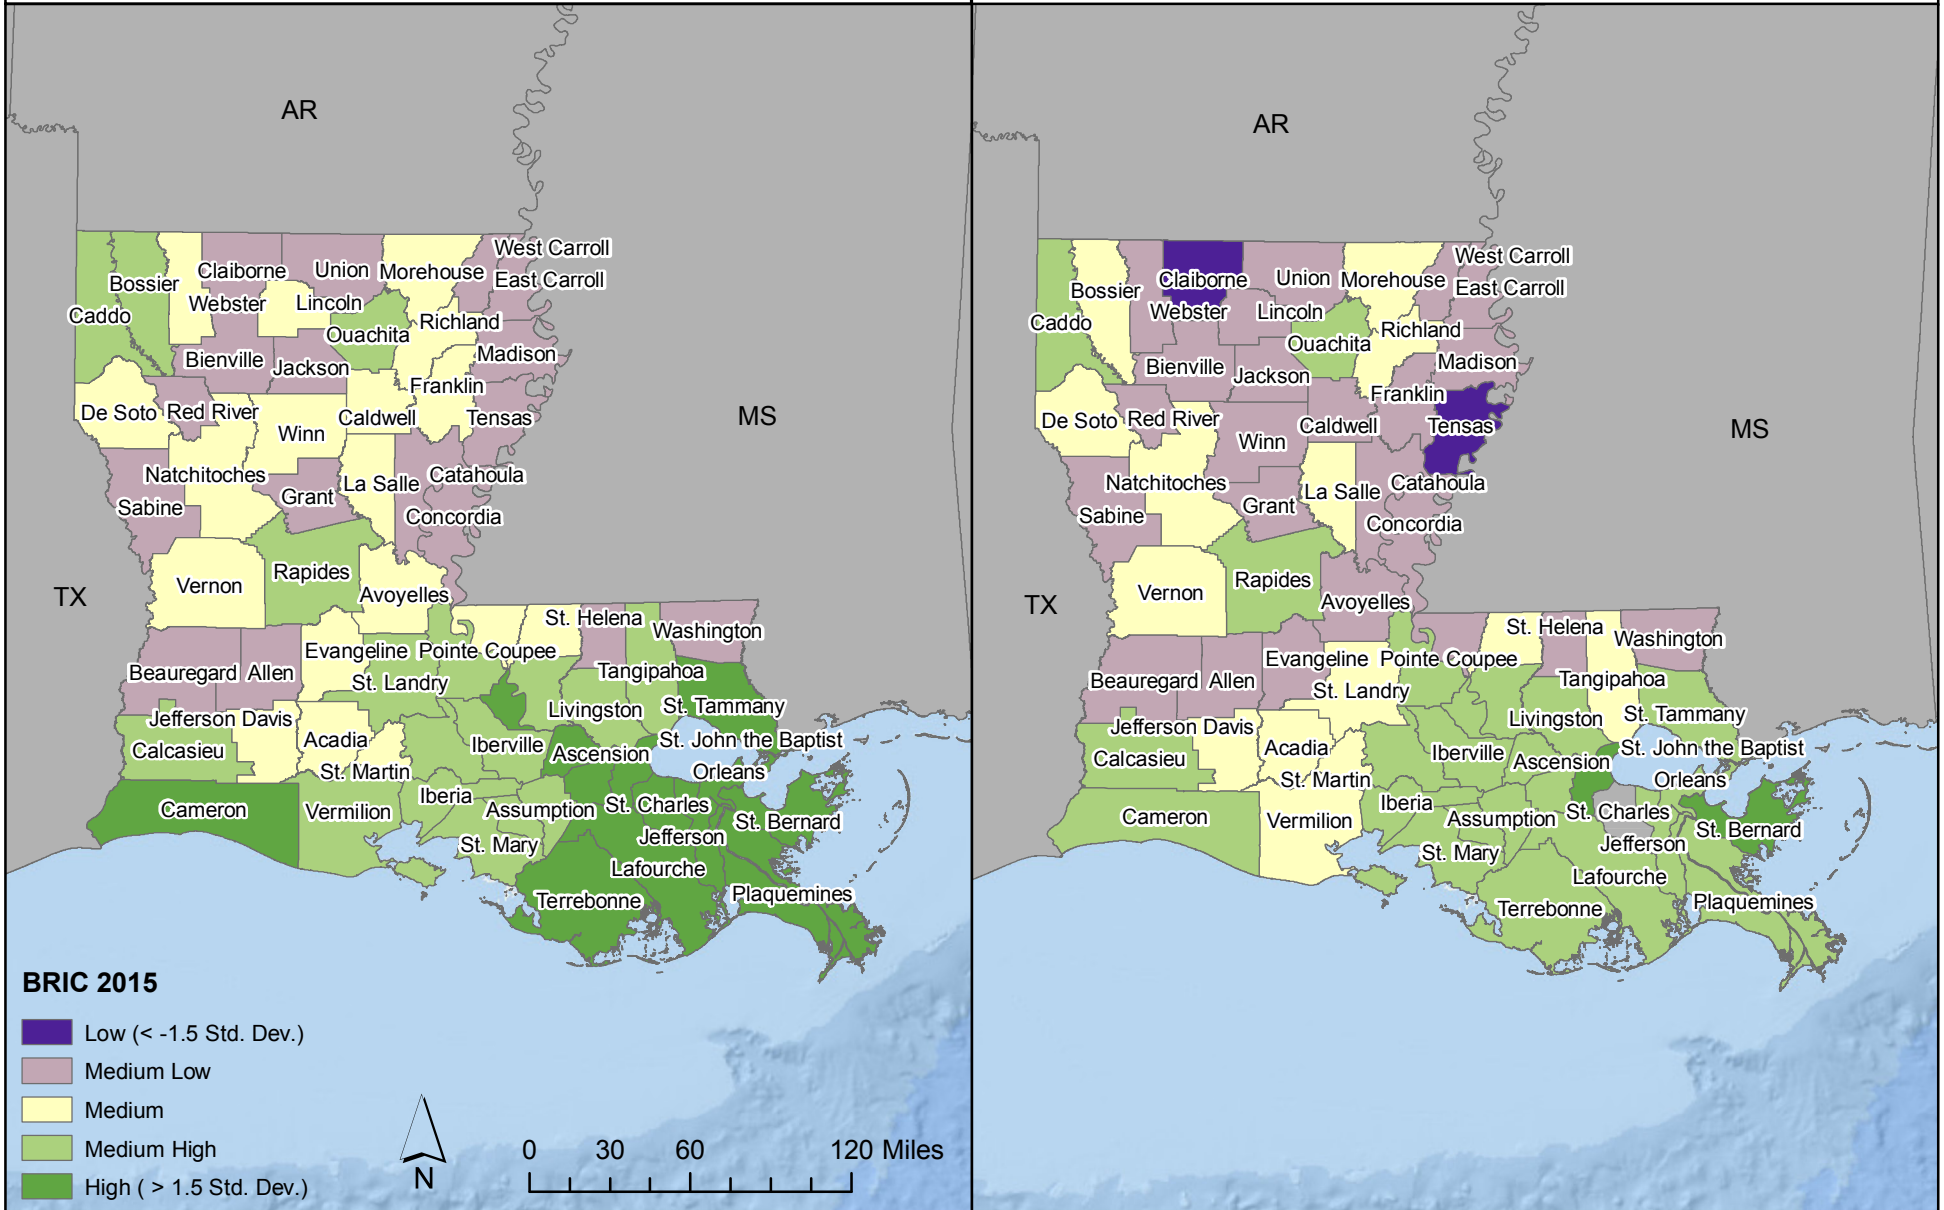 AR
MS
TX
West Carroll
Claiborne
Union
Morehouse
East Carroll
Bossier
Webster
Lincoln
Caddo
Richland
Ouachita
Bienville
Madison
Jackson
Franklin
De Soto
Red River
Caldwell
Tensas
Winn
Natchitoches
La Salle
Catahoula
Grant
Sabine
Concordia
Rapides
Vernon
Avoyelles
St. Helena
Washington
Evangeline
Pointe Coupee
Beauregard
Allen
Tangipahoa
St. Landry
St. Tammany
Livingston
Jefferson Davis
Acadia
Iberville
St. John the Baptist
Calcasieu
Ascension
St. Martin
Orleans
Iberia
Cameron
Vermilion
Assumption
St. Charles
St. Bernard
Jefferson
St. Mary
Lafourche
Terrebonne
Plaquemines
BRIC 2015
Low (< -1.5 Std. Dev.)
Medium Low
Medium
Medium High
High ( > 1.5 Std. Dev.)
N
0 30 60 120 Miles
AR
MS
TX
West Carroll
Claiborne
Union
Morehouse
East Carroll
Bossier
Webster
Lincoln
Caddo
Richland
Ouachita
Bienville
Madison
Jackson
Franklin
De Soto
Red River
Caldwell
Tensas
Winn
Natchitoches
La Salle
Catahoula
Grant
Sabine
Concordia
Rapides
Vernon
Avoyelles
St. Helena
Washington
Evangeline
Pointe Coupee
Beauregard
Allen
Tangipahoa
St. Landry
St. Tammany
Livingston
Jefferson Davis
Acadia
Iberville
St. John the Baptist
Calcasieu
Ascension
St. Martin
Orleans
Iberia
Cameron
Vermilion
Assumption
St. Charles
St. Bernard
Jefferson
St. Mary
Lafourche
Terrebonne
Plaquemines